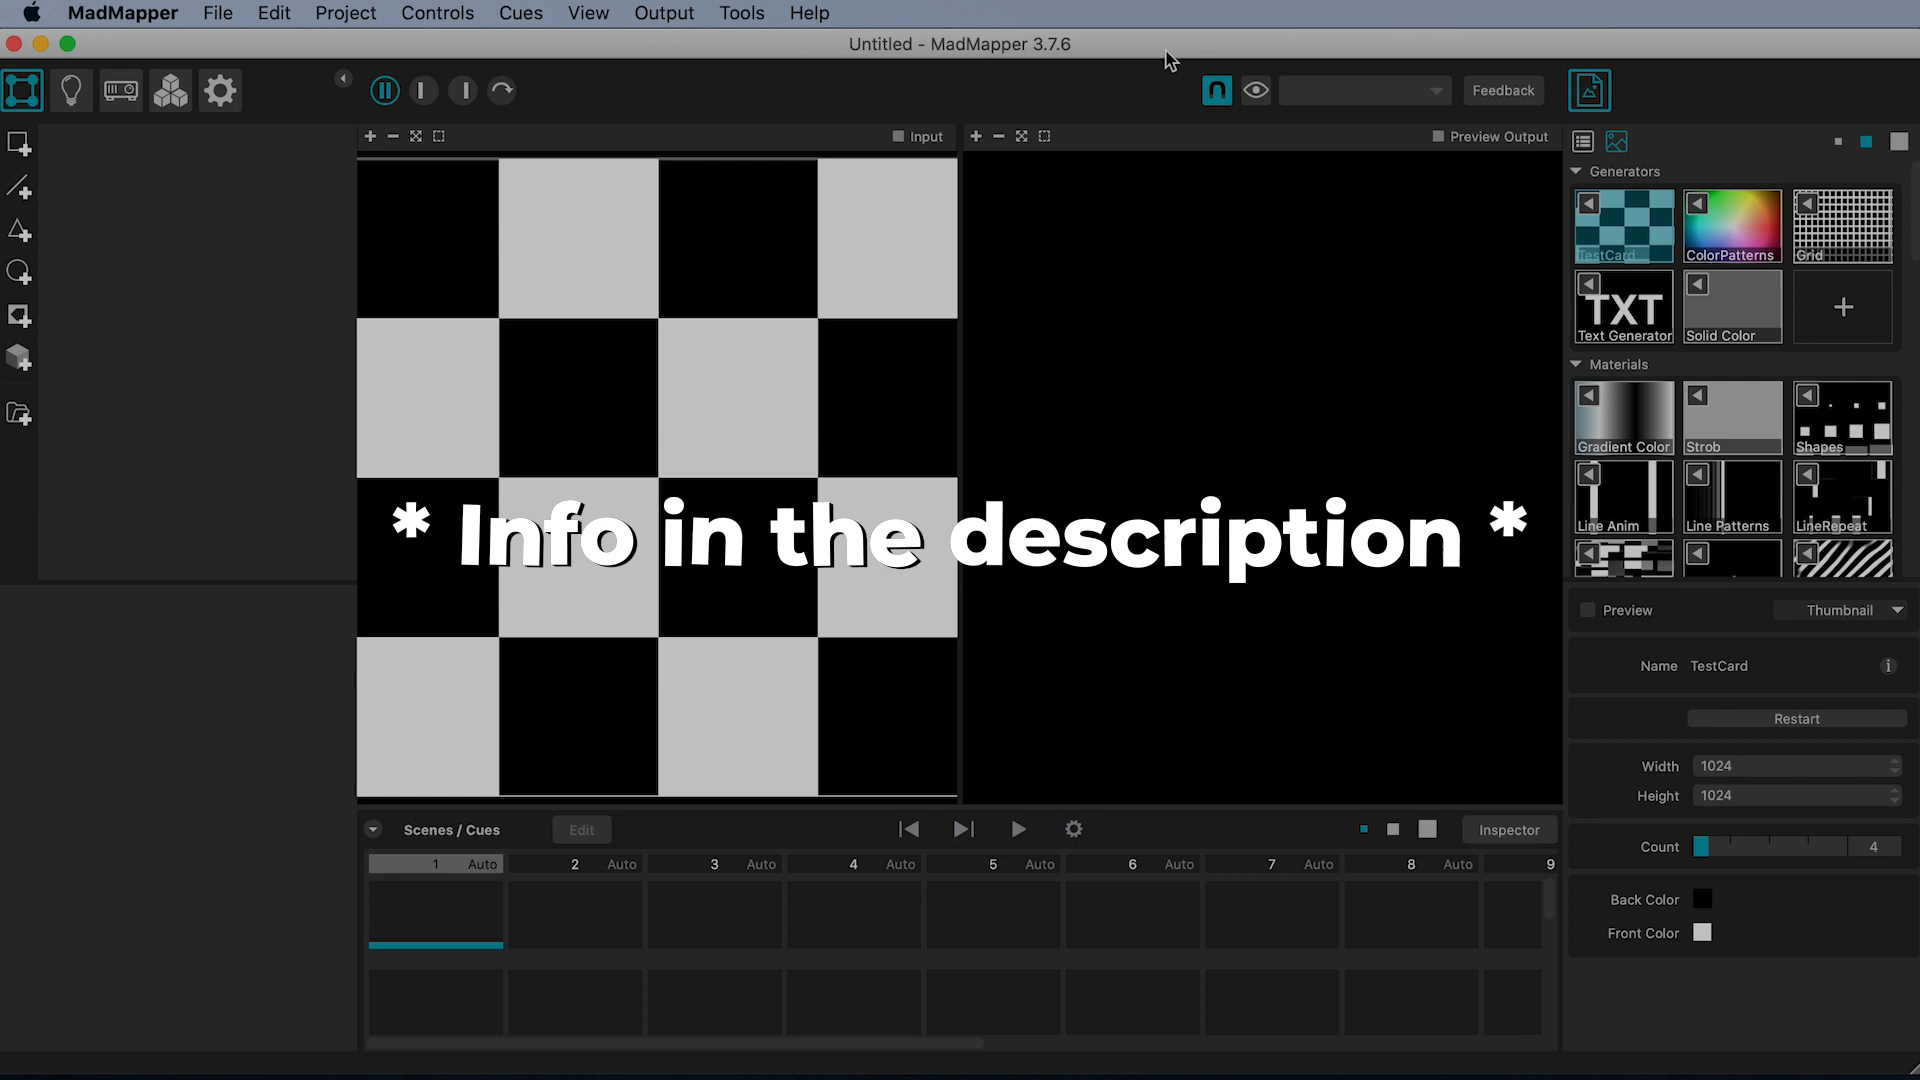 MadMapper File Edit Project Controls Cues View Output Tools Help
Untitled - MadMapper 3.7.6
Feedback
Input
Preview Output
Generators
TestCard ColorPatterns Grid
TXT
Text Generator Solid Color
Materials
Gradient Color Strob Shapes
Line Anim Line Patterns LineRepeat
* Info in the description *
Preview Thumbnail
Name TestCard
Restart
Width 1024
Height 1024
Scenes / Cues Edit Inspector
Count 4
1 Auto 2 Auto 3 Auto 4 Auto 5 Auto 6 Auto 7 Auto 8 Auto 9
Back Color
Front Color